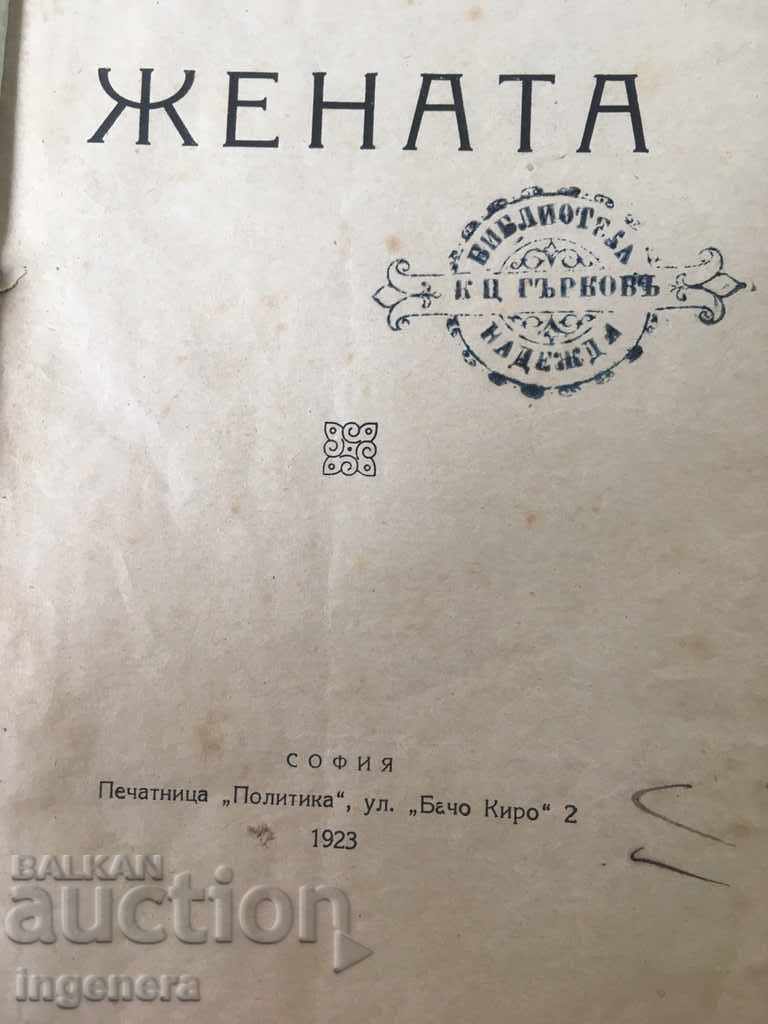 ЖЕНАТА
БИБЛИОТЕКА
К Ц ГЪРКОВЪ
НАДЕЖДА
СОФИЯ
Печатница „Политика“, ул. „Бачо Киро“ 2
1923
BALKAN
auction
ingenera